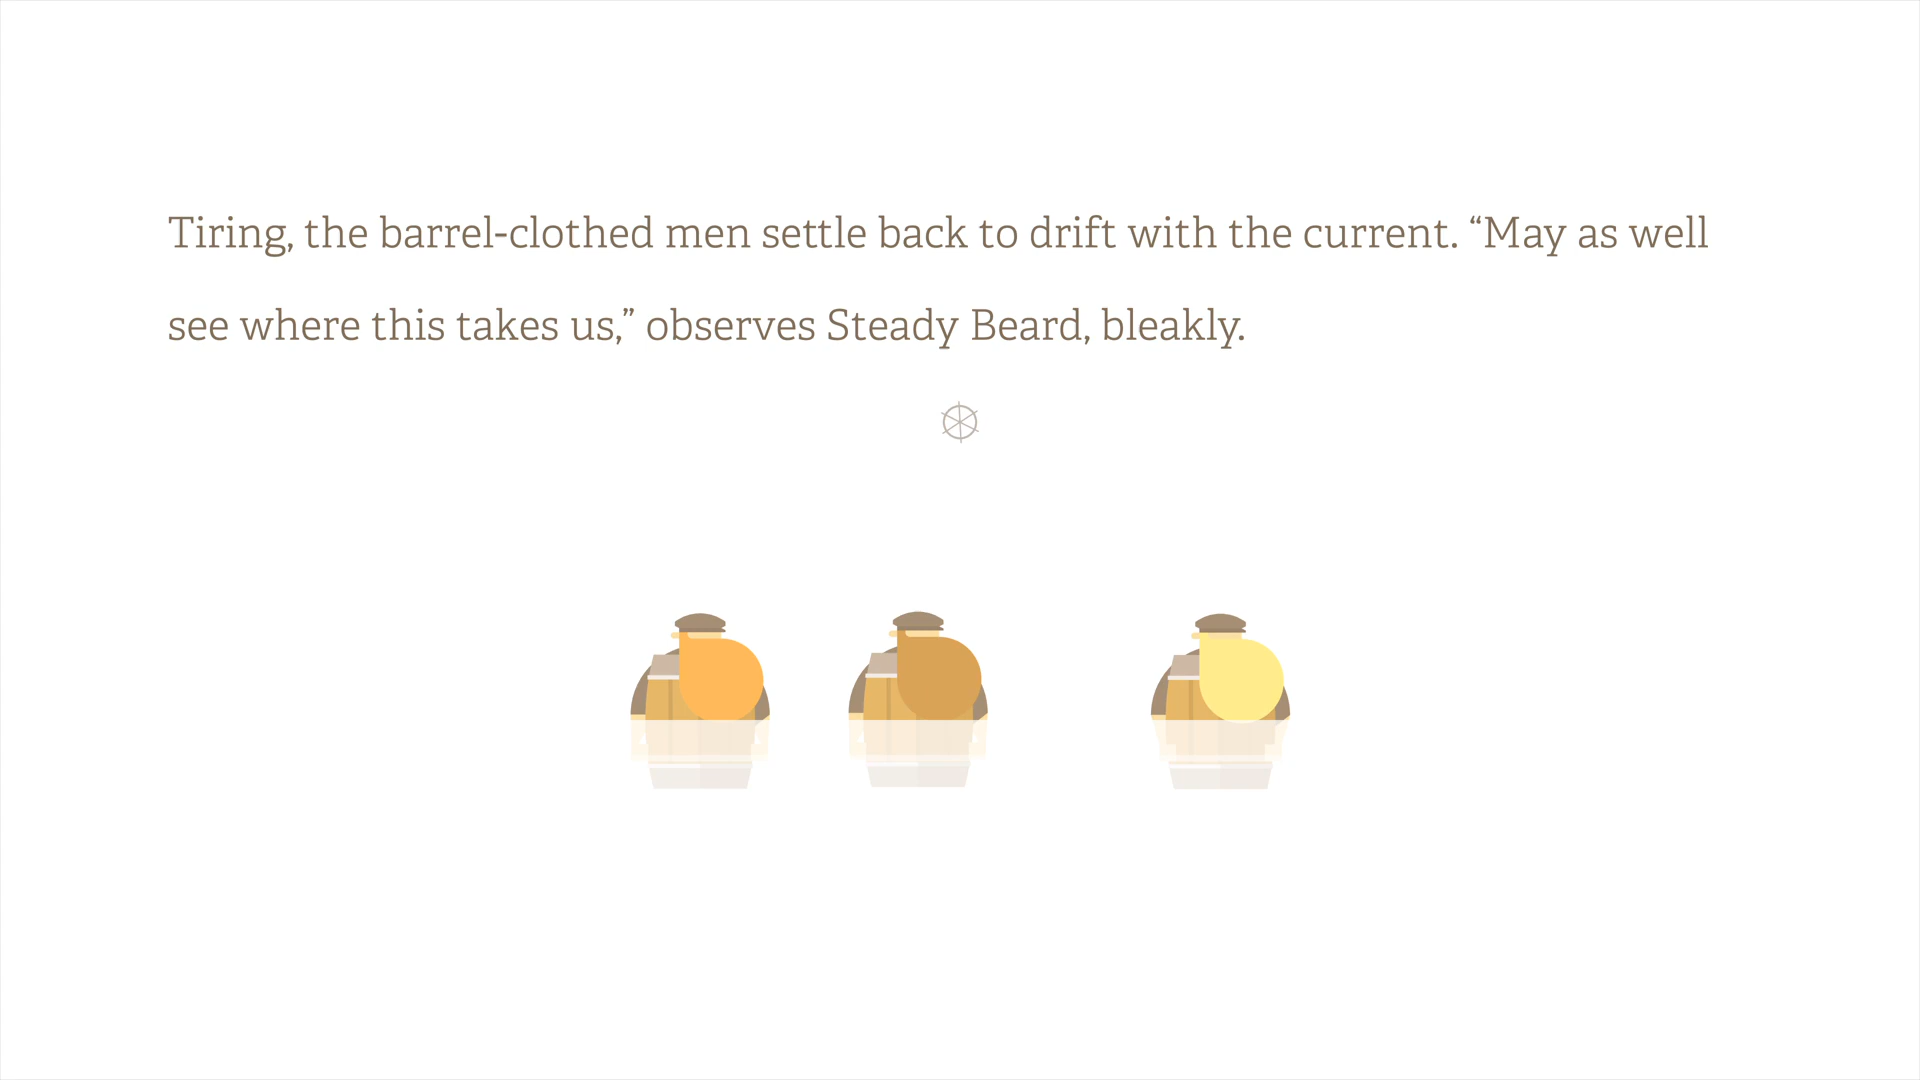 Tiring, the barrel-clothed men settle back to drift with the current. “May as well
see where this takes us,” observes Steady Beard, bleakly.